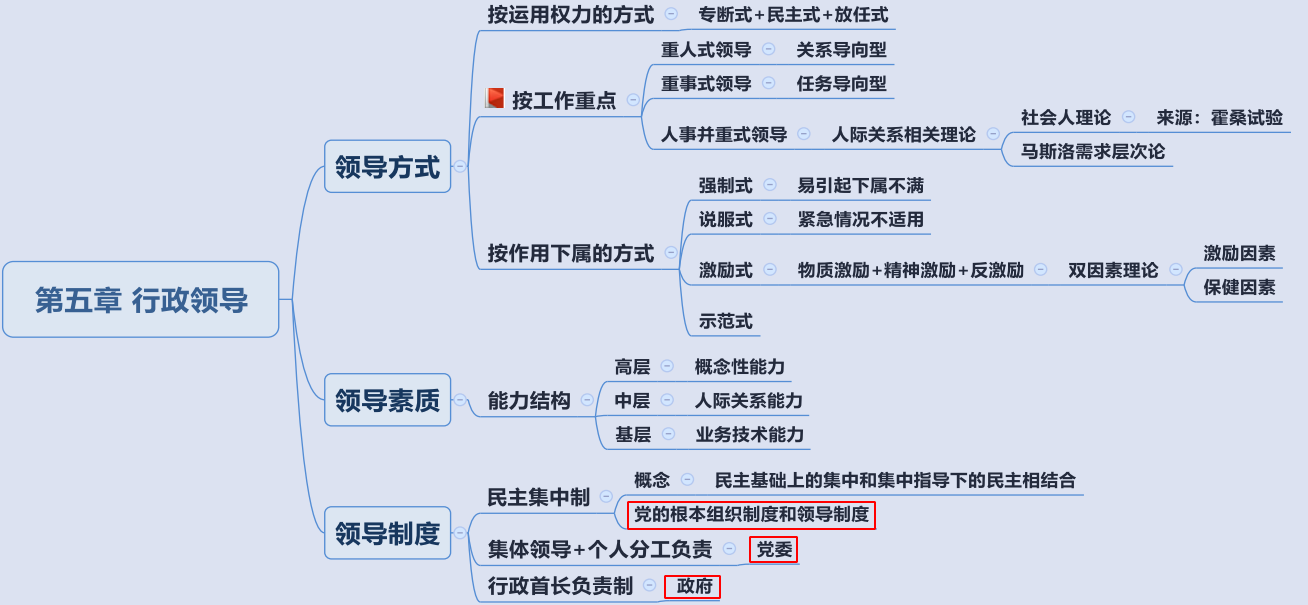 第五章 行政领导
领导方式
按运用权力的方式
专断式+民主式+放任式
按工作重点
重人式领导
关系导向型
重事式领导
任务导向型
人事并重式领导
人际关系相关理论
社会人理论
来源：霍桑试验
马斯洛需求层次论
按作用下属的方式
强制式
易引起下属不满
说服式
紧急情况不适用
激励式
物质激励+精神激励+反激励
双因素理论
激励因素
保健因素
示范式
领导素质
能力结构
高层
概念性能力
中层
人际关系能力
基层
业务技术能力
领导制度
民主集中制
概念
民主基础上的集中和集中指导下的民主相结合
党的根本组织制度和领导制度
集体领导+个人分工负责
党委
行政首长负责制
政府